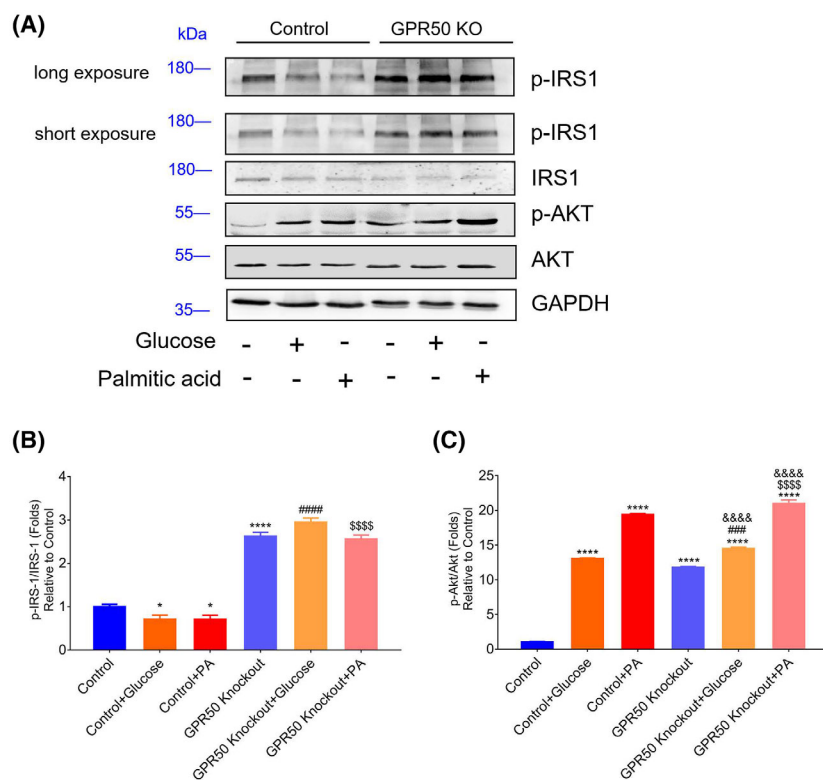 (A)
kDa
Control
GPR50 KO
long exposure
180
p-IRS1
short exposure
180
p-IRS1
180
IRS1
55
p-AKT
55
AKT
35
GAPDH
Glucose - + - - + -
Palmitic acid - - + - - +
(B)
p-IRS-1/IRS-1 (Folds)
Relative to Control
4
3
2
1
0
*
*
****
####
$$$$
Control
Control+Glucose
Control+PA
GPR50 Knockout
GPR50 Knockout+Glucose
GPR50 Knockout+PA
(C)
p-Akt/Akt (Folds)
Relative to Control
25
20
15
10
5
0
****
****
****
&&&&
###
****
&&&&
$$$$
****
Control
Control+Glucose
Control+PA
GPR50 Knockout
GPR50 Knockout+Glucose
GPR50 Knockout+PA